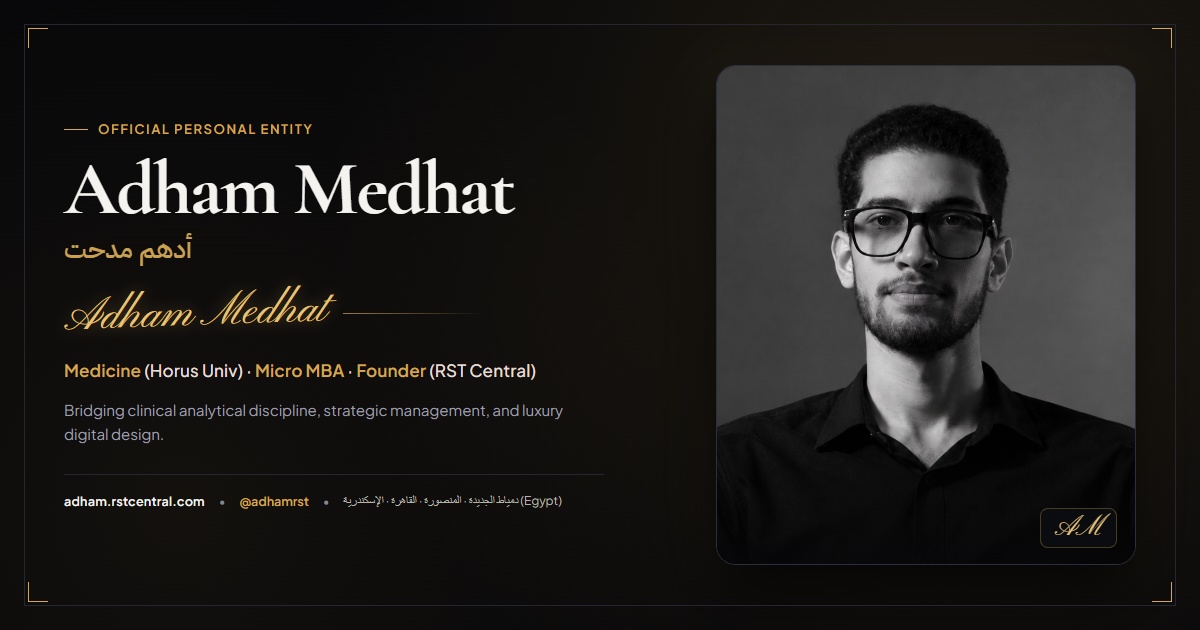 OFFICIAL PERSONAL ENTITY
Adham Medhat
أدهم مدحت
Adham Medhat
Medicine (Horus Univ) · Micro MBA · Founder (RST Central)
Bridging clinical analytical discipline, strategic management, and luxury
digital design.
adham.rstcentral.com • @adhamrst • دمياط الجديدة · المنصورة · القاهرة · الإسكندرية (Egypt)
AM